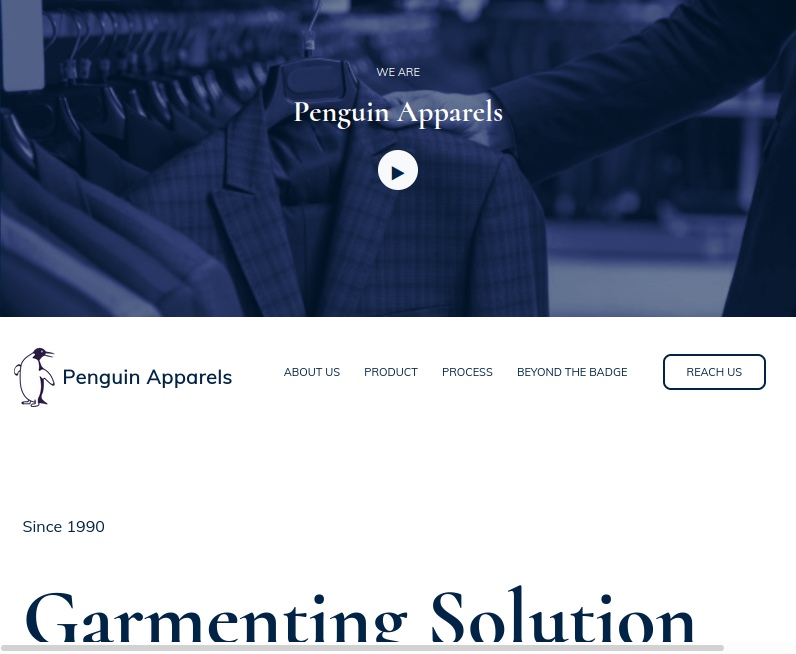 WE ARE
Penguin Apparels
Penguin Apparels
ABOUT US PRODUCT PROCESS BEYOND THE BADGE REACH US
Since 1990
Garmenting Solution